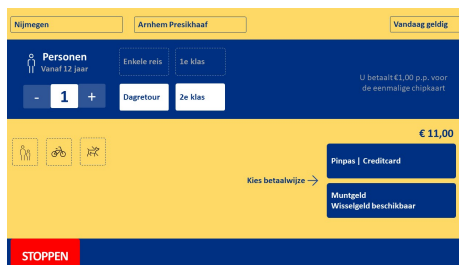 Nijmegen
Arnhem Presikhaaf
Vandaag geldig
Personen
Vanaf 12 jaar
Enkele reis
1e klas
- 1 +
Dagretour
2e klas
U betaalt €1,00 p.p. voor
de eenmalige chipkaart
€ 11,00
Pinpas | Creditcard
Kies betaalwijze →
Muntgeld
Wisselgeld beschikbaar
STOPPEN